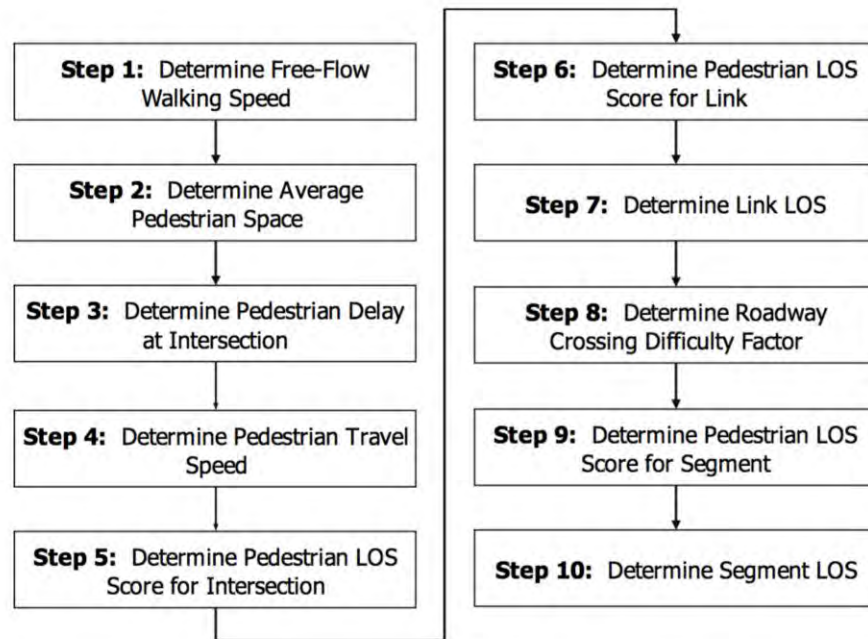 Step 1: Determine Free-Flow
Walking Speed
Step 2: Determine Average
Pedestrian Space
Step 3: Determine Pedestrian Delay
at Intersection
Step 4: Determine Pedestrian Travel
Speed
Step 5: Determine Pedestrian LOS
Score for Intersection
Step 6: Determine Pedestrian LOS
Score for Link
Step 7: Determine Link LOS
Step 8: Determine Roadway
Crossing Difficulty Factor
Step 9: Determine Pedestrian LOS
Score for Segment
Step 10: Determine Segment LOS